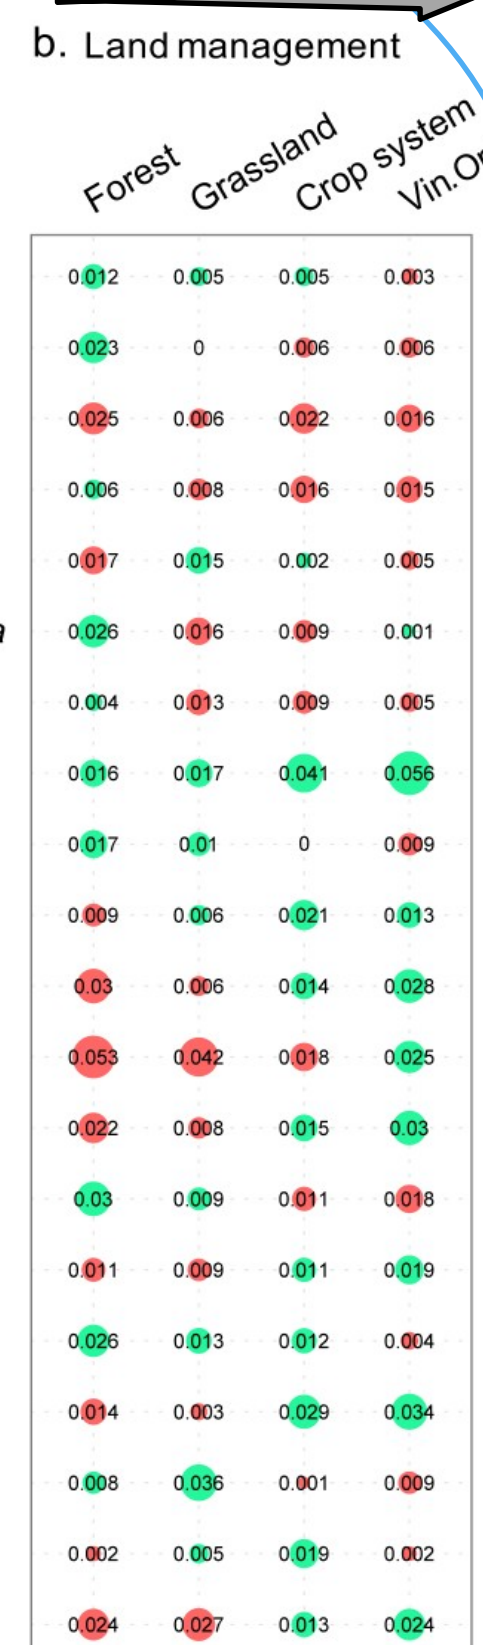 b. Land management
Forest Grassland Crop system Vin.Or
0.012 0.005 0.005 0.003
0.023 0 0.006 0.006
0.025 0.006 0.022 0.016
0.006 0.008 0.016 0.015
0.017 0.015 0.002 0.005
a 0.026 0.016 0.009 0.001
0.004 0.013 0.009 0.005
0.016 0.017 0.041 0.056
0.017 0.01 0 0.009
0.009 0.006 0.021 0.013
0.03 0.006 0.014 0.028
0.053 0.042 0.018 0.025
0.022 0.008 0.015 0.03
0.03 0.009 0.011 0.018
0.011 0.009 0.011 0.019
0.026 0.013 0.012 0.004
0.014 0.003 0.029 0.034
0.008 0.036 0.001 0.009
0.002 0.005 0.019 0.002
0.024 0.027 0.013 0.024